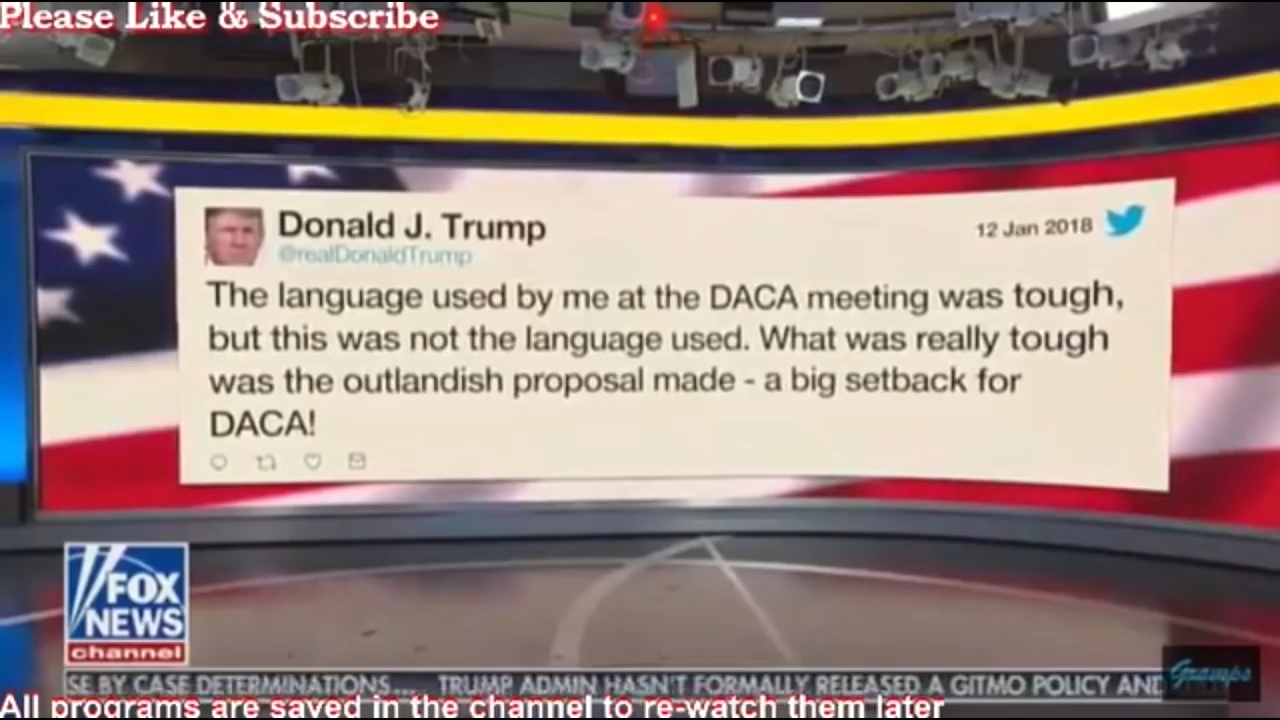 Please Like & Subscribe
Donald J. Trump
12 Jan 2018
@realDonaldTrump
The language used by me at the DACA meeting was tough,
but this was not the language used. What was really tough
was the outlandish proposal made - a big setback for
DACA!
FOX
NEWS
channel
SE BY CASE DETERMINATIONS... TRUMP ADMIN HASN'T FORMALLY RELEASED A GITMO POLICY AND
Gramps
All programs are saved in the channel to re-watch them later